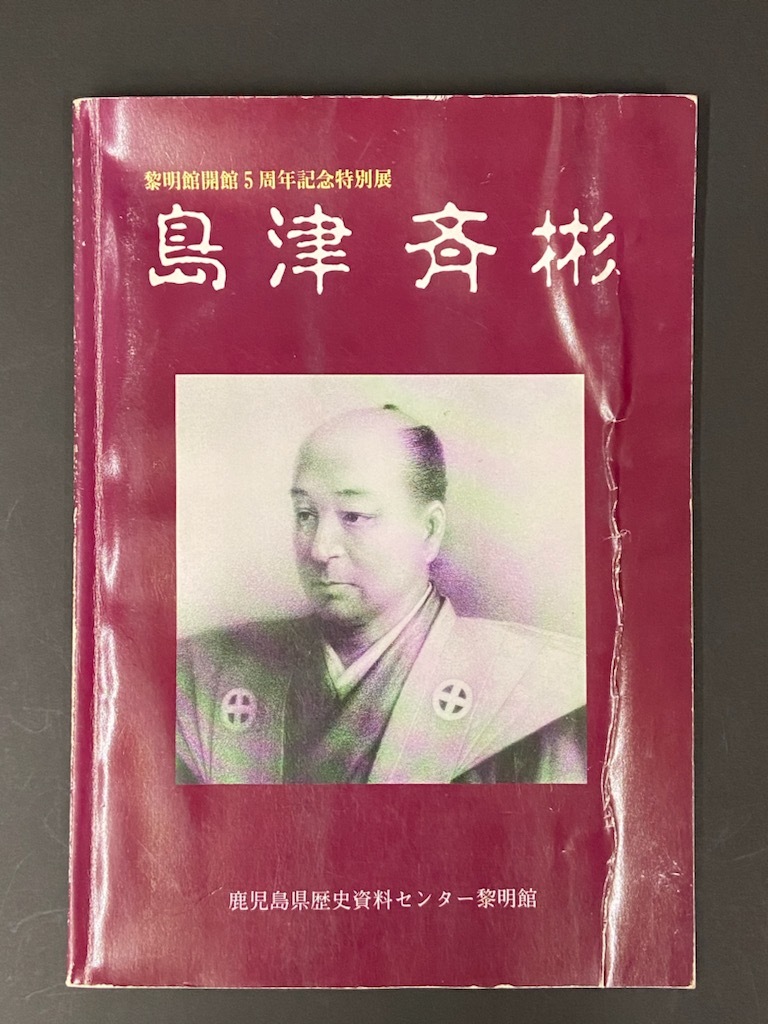 黎明館開館5周年記念特別展
島津斉彬
鹿児島県歴史資料センター黎明館